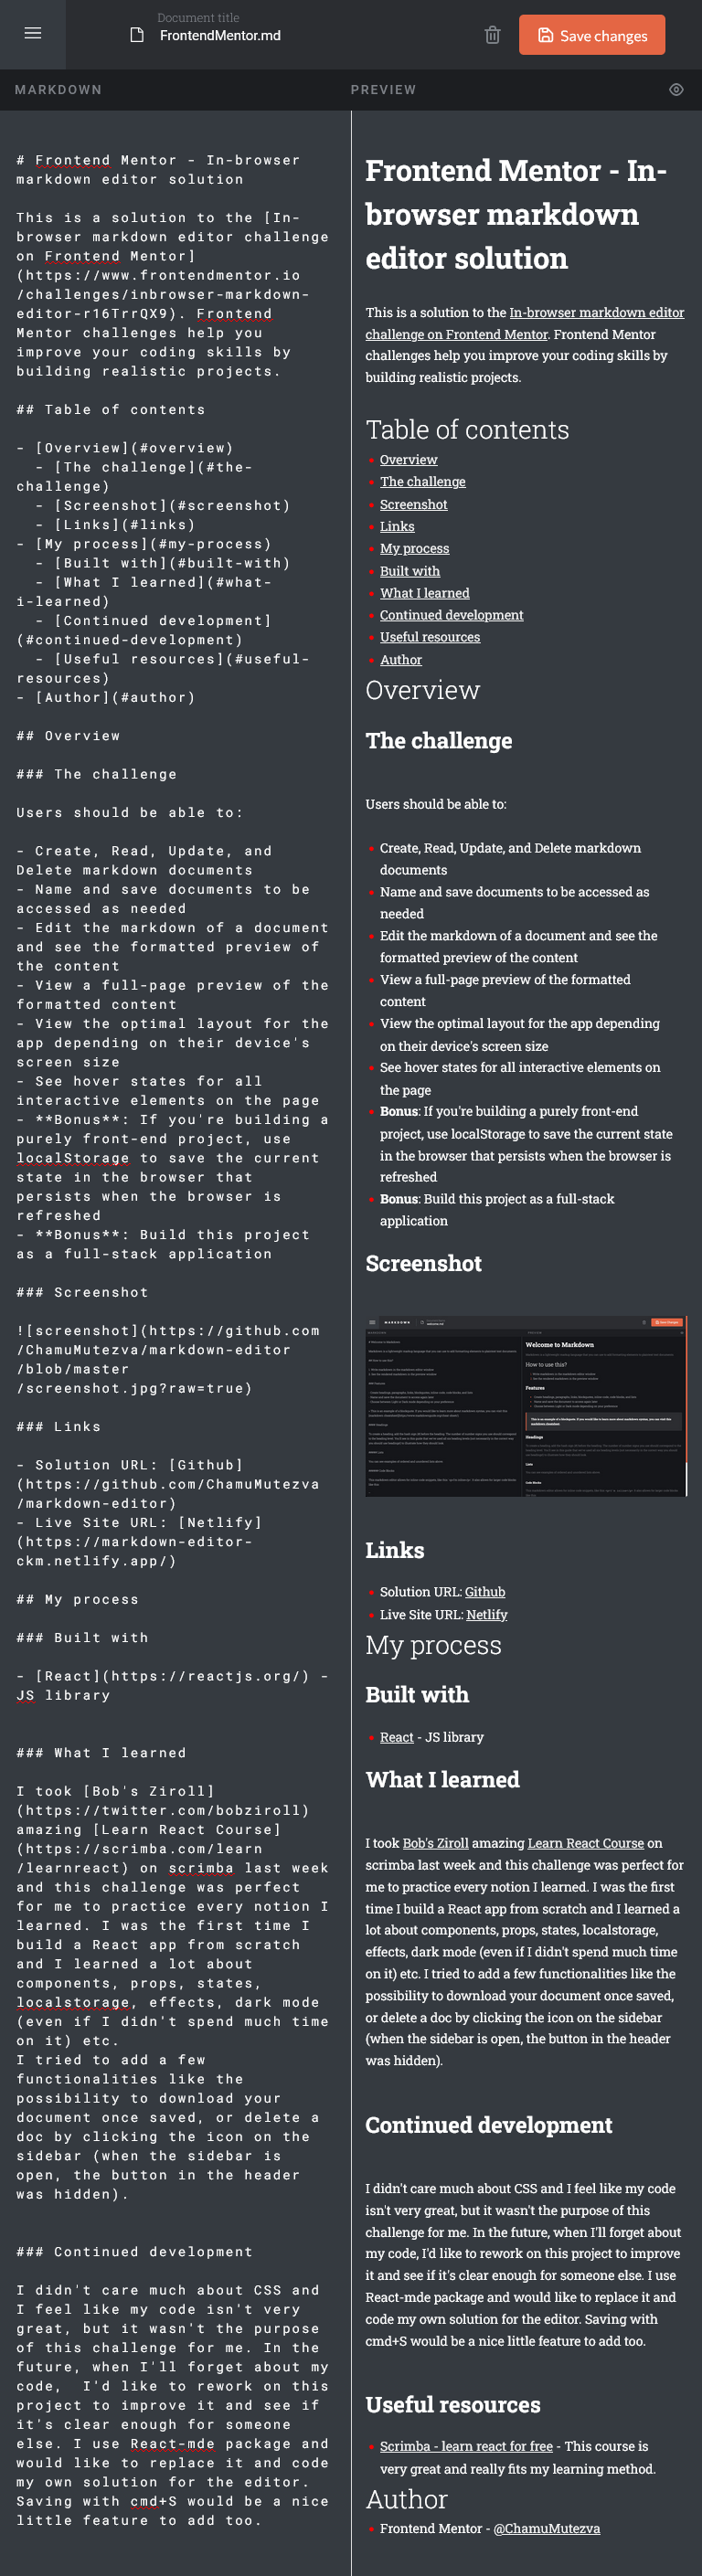 Document title
FrontendMentor.md
Save changes
MARKDOWN
PREVIEW
# Frontend Mentor - In-browser
markdown editor solution
This is a solution to the [In-
browser markdown editor challenge
on Frontend Mentor]
(https://www.frontendmentor.io
/challenges/inbrowser-markdown-
editor-r16TrrQX9). Frontend
Mentor challenges help you
improve your coding skills by
building realistic projects.
## Table of contents
- [Overview](#overview)
- [The challenge](#the-
challenge)
- [Screenshot](#screenshot)
- [Links](#links)
- [My process](#my-process)
- [Built with](#built-with)
- [What I learned](#what-
i-learned)
- [Continued development]
(#continued-development)
- [Useful resources](#useful-
resources)
- [Author](#author)
## Overview
### The challenge
Users should be able to:
- Create, Read, Update, and
Delete markdown documents
- Name and save documents to be
accessed as needed
- Edit the markdown of a document
and see the formatted preview of
the content
- View a full-page preview of the
formatted content
- View the optimal layout for the
app depending on their device's
screen size
- See hover states for all
interactive elements on the page
- **Bonus**: If you're building a
purely front-end project, use
localStorage to save the current
state in the browser that
persists when the browser is
refreshed
- **Bonus**: Build this project
as a full-stack application
### Screenshot
![screenshot](https://github.com
/ChamuMutezva/markdown-editor
/blob/master
/screenshot.jpg?raw=true)
### Links
- Solution URL: [Github]
(https://github.com/ChamuMutezva
/markdown-editor)
- Live Site URL: [Netlify]
(https://markdown-editor-
ckm.netlify.app/)
## My process
### Built with
- [React](https://reactjs.org/) -
JS library
### What I learned
I took [Bob's Ziroll]
(https://twitter.com/bobziroll)
amazing [Learn React Course]
(https://scrimba.com/learn
/learnreact) on scrimba last week
and this challenge was perfect
for me to practice every notion I
learned. I was the first time I
build a React app from scratch
and I learned a lot about
components, props, states,
localstorage, effects, dark mode
(even if I didn't spend much time
on it) etc.
I tried to add a few
functionalities like the
possibility to download your
document once saved, or delete a
doc by clicking the icon on the
sidebar (when the sidebar is
open, the button in the header
was hidden).
### Continued development
I didn't care much about CSS and
I feel like my code isn't very
great, but it wasn't the purpose
of this challenge for me. In the
future, when I'll forget about my
code,  I'd like to rework on this
project to improve it and see if
it's clear enough for someone
else. I use React-mde package and
would like to replace it and code
my own solution for the editor.
Saving with cmd+S would be a nice
little feature to add too.
Frontend Mentor - In-
browser markdown
editor solution
This is a solution to the In-browser markdown editor
challenge on Frontend Mentor. Frontend Mentor
challenges help you improve your coding skills by
building realistic projects.
Table of contents
Overview
The challenge
Screenshot
Links
My process
Built with
What I learned
Continued development
Useful resources
Author
Overview
The challenge
Users should be able to:
Create, Read, Update, and Delete markdown
documents
Name and save documents to be accessed as
needed
Edit the markdown of a document and see the
formatted preview of the content
View a full-page preview of the formatted
content
View the optimal layout for the app depending
on their device's screen size
See hover states for all interactive elements on
the page
Bonus: If you're building a purely front-end
project, use localStorage to save the current state
in the browser that persists when the browser is
refreshed
Bonus: Build this project as a full-stack
application
Screenshot
MARKDOWN
Welcome to Markdown
How to use this?
Features
Headings
Links
Solution URL: Github
Live Site URL: Netlify
My process
Built with
React - JS library
What I learned
I took Bob's Ziroll amazing Learn React Course on
scrimba last week and this challenge was perfect for
me to practice every notion I learned. I was the first
time I build a React app from scratch and I learned a
lot about components, props, states, localstorage,
effects, dark mode (even if I didn't spend much time
on it) etc. I tried to add a few functionalities like the
possibility to download your document once saved,
or delete a doc by clicking the icon on the sidebar
(when the sidebar is open, the button in the header
was hidden).
Continued development
I didn't care much about CSS and I feel like my code
isn't very great, but it wasn't the purpose of this
challenge for me. In the future, when I'll forget about
my code, I'd like to rework on this project to improve
it and see if it's clear enough for someone else. I use
React-mde package and would like to replace it and
code my own solution for the editor. Saving with
cmd+S would be a nice little feature to add too.
Useful resources
Scrimba - learn react for free - This course is
very great and really fits my learning method.
Author
Frontend Mentor - @ChamuMutezva